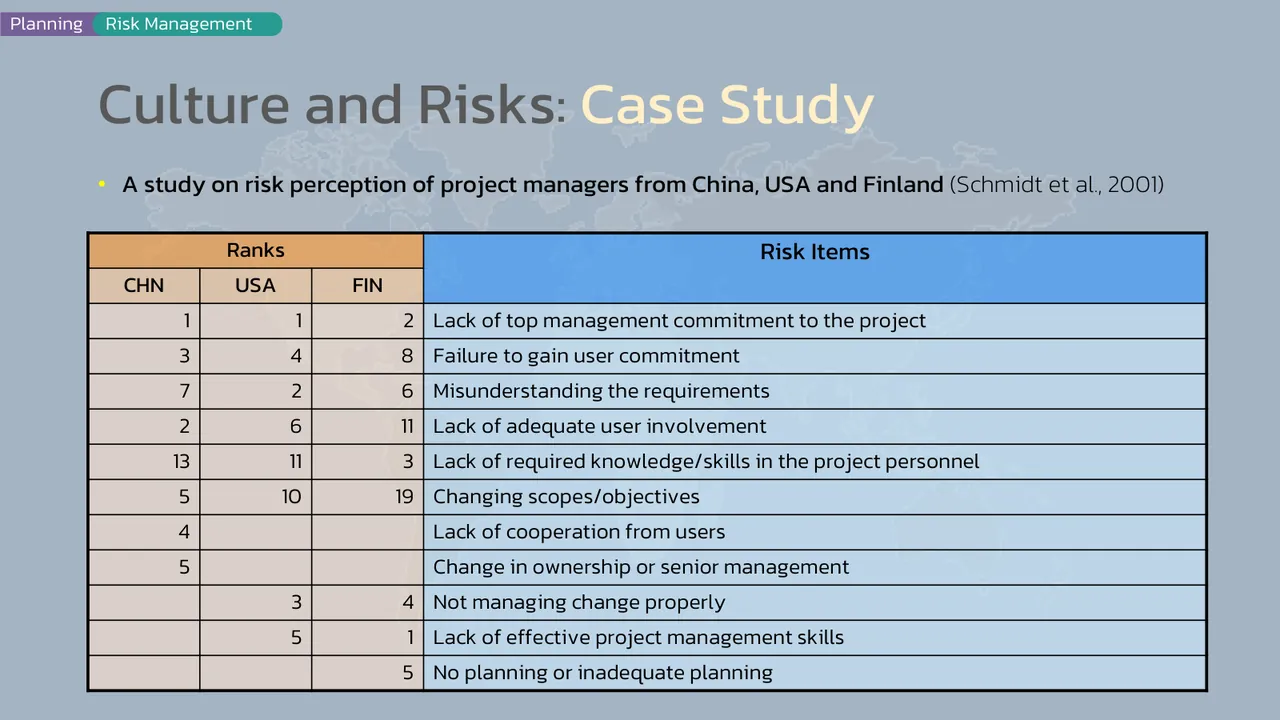 Planning Risk Management
Culture and Risks: Case Study
• A study on risk perception of project managers from China, USA and Finland (Schmidt et al., 2001)
Ranks Risk Items
CHN USA FIN
1 1 2 Lack of top management commitment to the project
3 4 8 Failure to gain user commitment
7 2 6 Misunderstanding the requirements
2 6 11 Lack of adequate user involvement
13 11 3 Lack of required knowledge/skills in the project personnel
5 10 19 Changing scopes/objectives
4 Lack of cooperation from users
5 Change in ownership or senior management
3 4 Not managing change properly
5 1 Lack of effective project management skills
5 No planning or inadequate planning